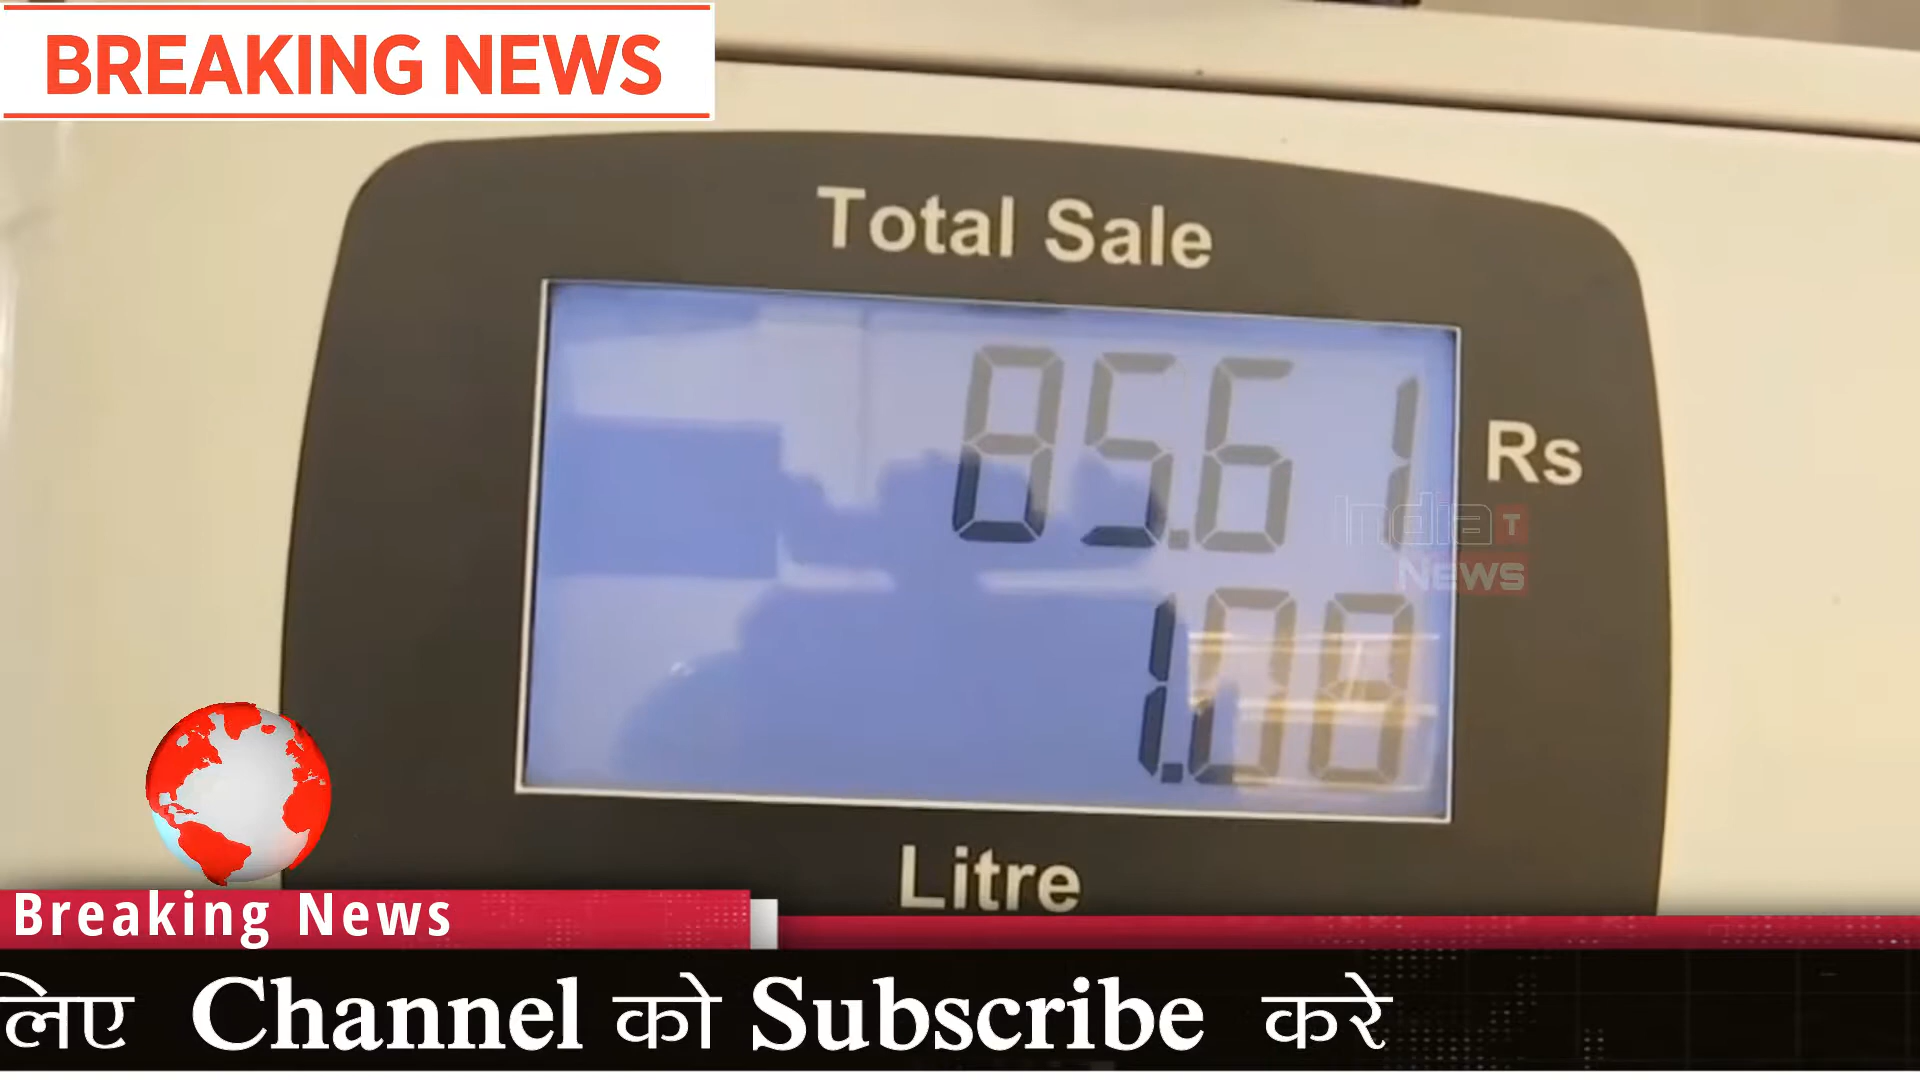 BREAKING NEWS
Total Sale
85.61
Rs
India T
News
1.08
Litre
Breaking News
लिए Channel को Subscribe करे